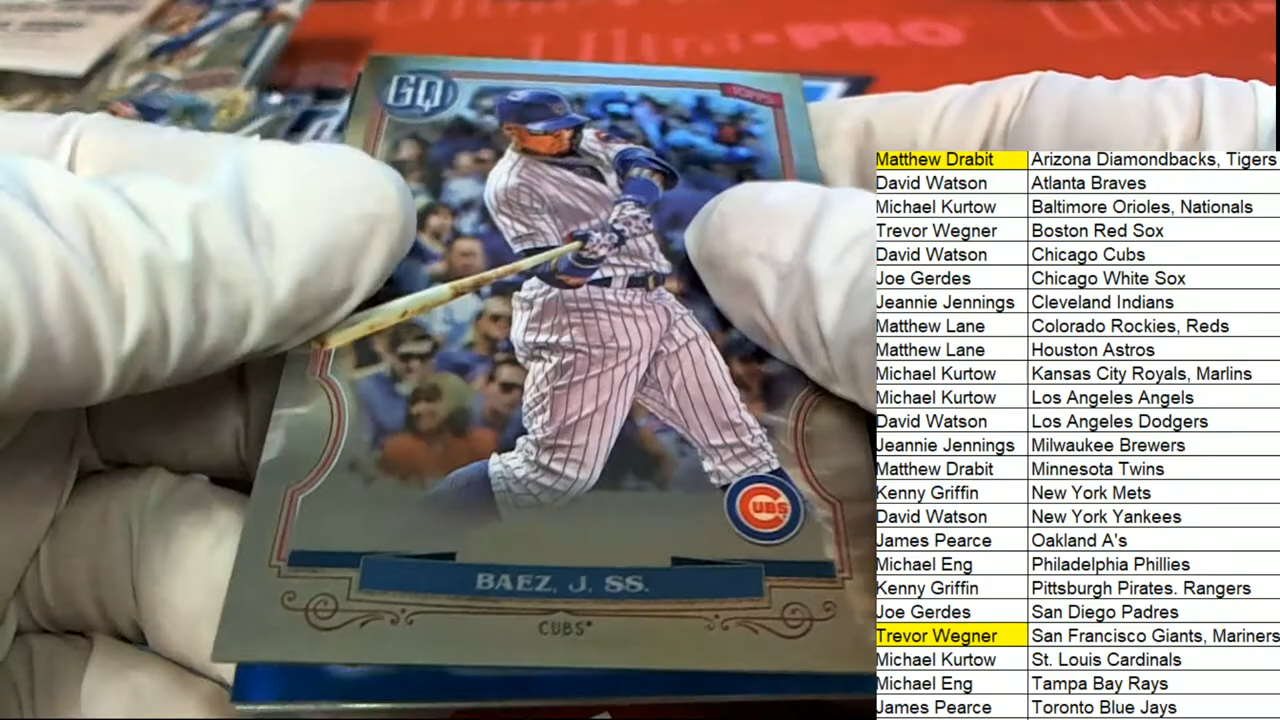 Ultra•PRO
GQ
TOPPS
CUBS
BAEZ, J. SS.
CUBS
Matthew Drabit Arizona Diamondbacks, Tigers
David Watson Atlanta Braves
Michael Kurtow Baltimore Orioles, Nationals
Trevor Wegner Boston Red Sox
David Watson Chicago Cubs
Joe Gerdes Chicago White Sox
Jeannie Jennings Cleveland Indians
Matthew Lane Colorado Rockies, Reds
Matthew Lane Houston Astros
Michael Kurtow Kansas City Royals, Marlins
Michael Kurtow Los Angeles Angels
David Watson Los Angeles Dodgers
Jeannie Jennings Milwaukee Brewers
Matthew Drabit Minnesota Twins
Kenny Griffin New York Mets
David Watson New York Yankees
James Pearce Oakland A's
Michael Eng Philadelphia Phillies
Kenny Griffin Pittsburgh Pirates. Rangers
Joe Gerdes San Diego Padres
Trevor Wegner San Francisco Giants, Mariners
Michael Kurtow St. Louis Cardinals
Michael Eng Tampa Bay Rays
James Pearce Toronto Blue Jays